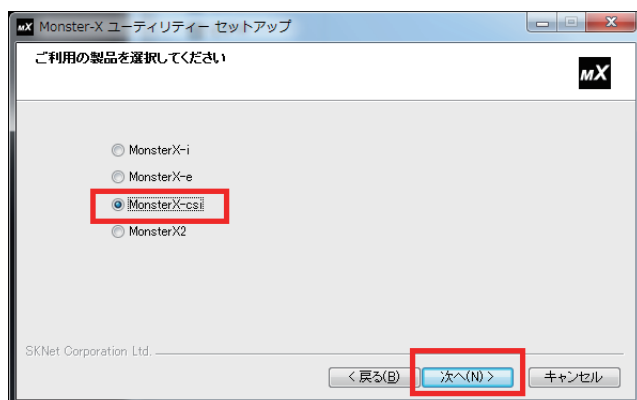 MX Monster-X ユーティリティー セットアップ
ご利用の製品を選択してください
MX
MonsterX-i
MonsterX-e
MonsterX-csi
MonsterX2
SKNet Corporation Ltd.
< 戻る(B) 次へ(N) > キャンセル